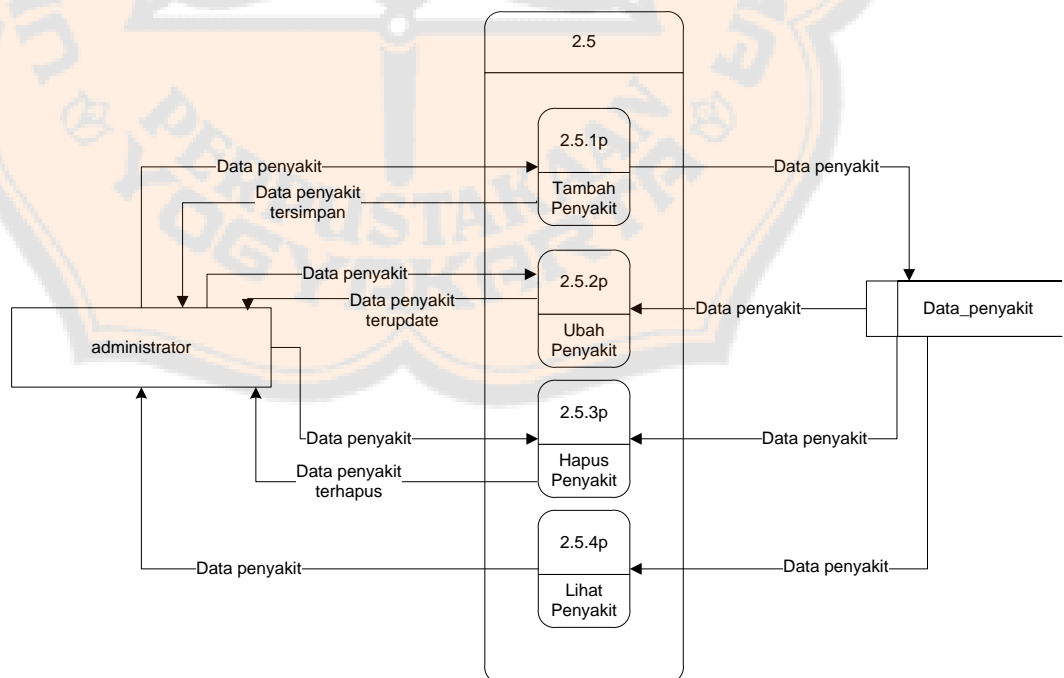 2.5
PERPUSTAKAAN
YOGYAKARTA
2.5.1p
Tambah
Penyakit
Data penyakit
Data penyakit
tersimpan
Data penyakit
2.5.2p
Ubah
Penyakit
Data penyakit
Data penyakit
terupdate
Data penyakit
Data_penyakit
administrator
2.5.3p
Hapus
Penyakit
Data penyakit
Data penyakit
terhapus
Data penyakit
2.5.4p
Lihat
Penyakit
Data penyakit
Data penyakit